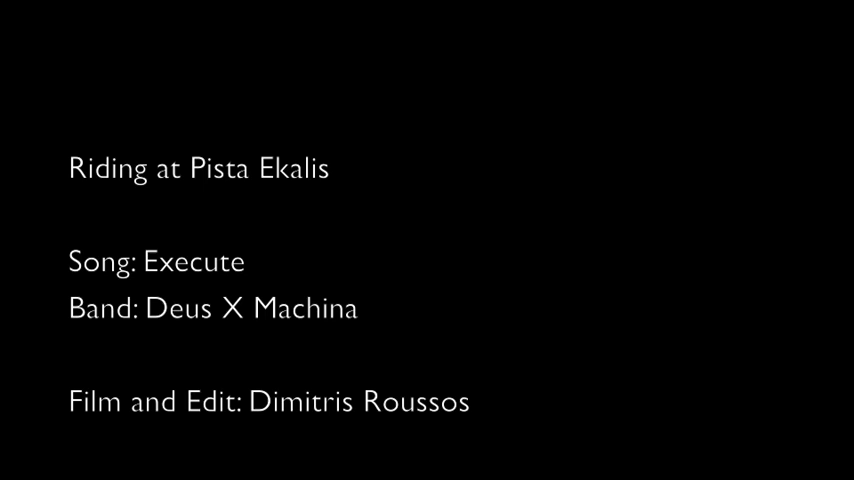 Riding at Pista Ekalis
Song: Execute
Band: Deus X Machina
Film and Edit: Dimitris Roussos